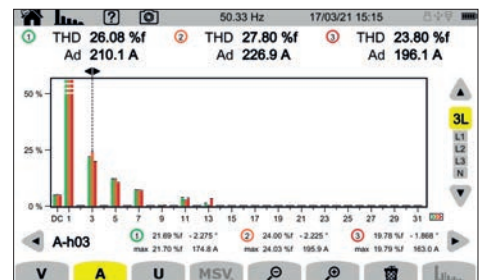 50.33 Hz 17/03/21 15:15
1 THD 26.08 %f 2 THD 27.80 %f 3 THD 23.80 %f
Ad 210.1 A Ad 226.9 A Ad 196.1 A
50 %
3L
L1
25 %
L2
L3
N
0 %
DC 1 3 5 7 9 11 13 15 17 19 21 23 25 27 29 31
A-h03 1 21.69 %f -2.275° 2 24.00 %f -2.225° 3 19.78 %f -1.868°
max 21.70 %f 174.8 A max 24.03 %f 195.9 A max 19.79 %f 163.0 A
V A U MSV